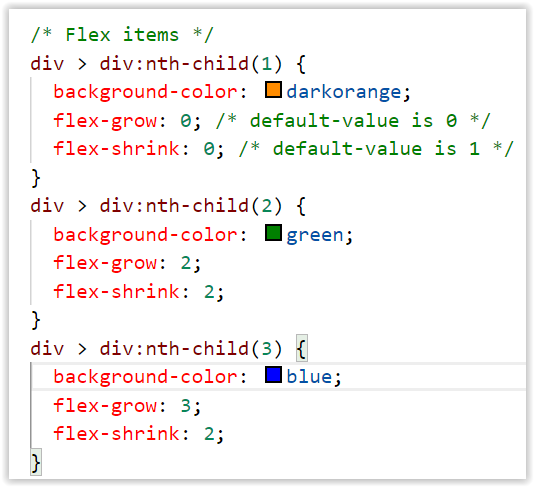 /* Flex items */
div > div:nth-child(1) {
  background-color: darkorange;
  flex-grow: 0; /* default-value is 0 */
  flex-shrink: 0; /* default-value is 1 */
}
div > div:nth-child(2) {
  background-color: green;
  flex-grow: 2;
  flex-shrink: 2;
}
div > div:nth-child(3) {
  background-color: blue;
  flex-grow: 3;
  flex-shrink: 2;
}